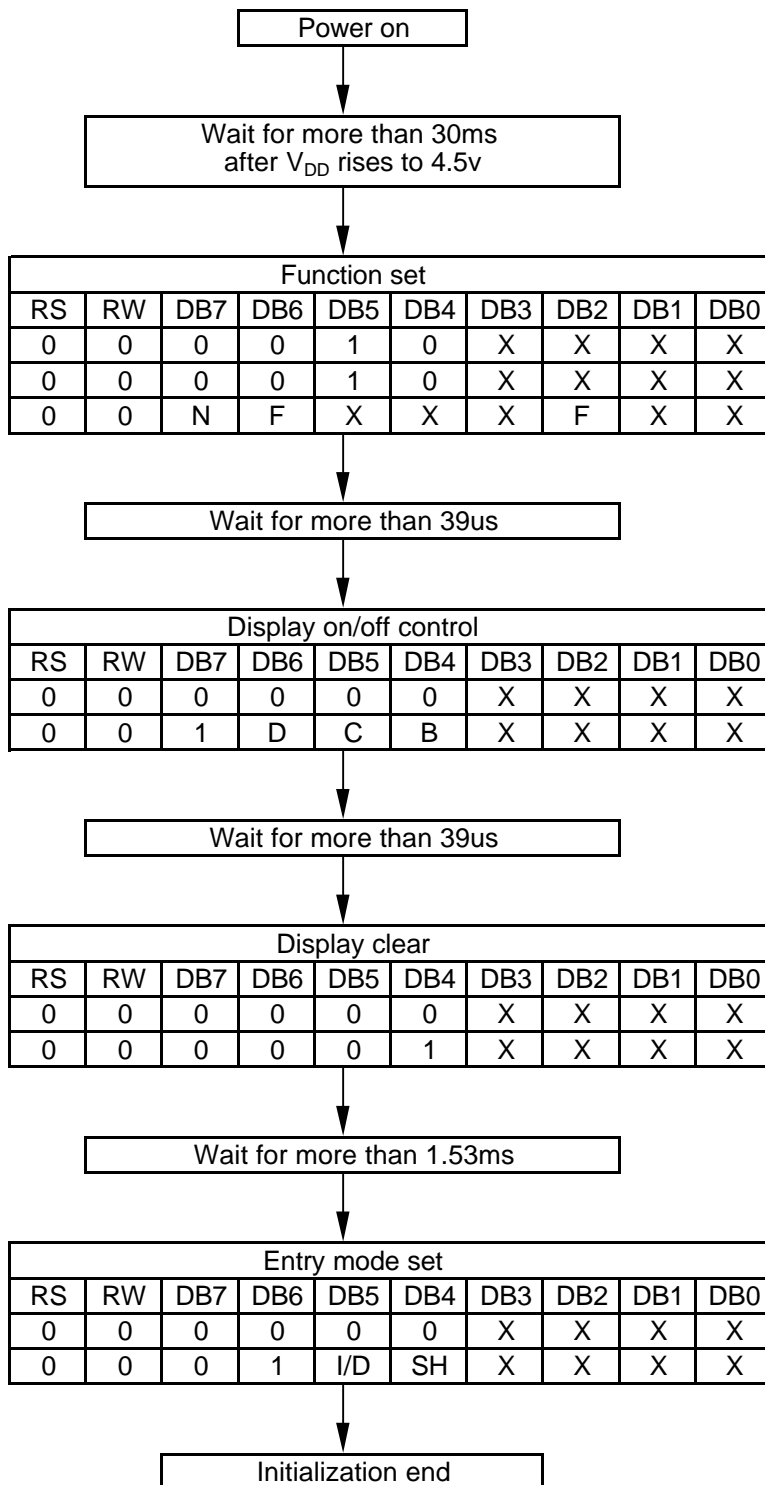 Power on
Wait for more than 30ms
after VDD rises to 4.5v
Function set
RS RW DB7 DB6 DB5 DB4 DB3 DB2 DB1 DB0
0 0 0 0 1 0 X X X X
0 0 0 0 1 0 X X X X
0 0 N F X X X F X X
Wait for more than 39us
Display on/off control
RS RW DB7 DB6 DB5 DB4 DB3 DB2 DB1 DB0
0 0 0 0 0 0 X X X X
0 0 1 D C B X X X X
Wait for more than 39us
Display clear
RS RW DB7 DB6 DB5 DB4 DB3 DB2 DB1 DB0
0 0 0 0 0 0 X X X X
0 0 0 0 0 1 X X X X
Wait for more than 1.53ms
Entry mode set
RS RW DB7 DB6 DB5 DB4 DB3 DB2 DB1 DB0
0 0 0 0 0 0 X X X X
0 0 0 1 I/D SH X X X X
Initialization end